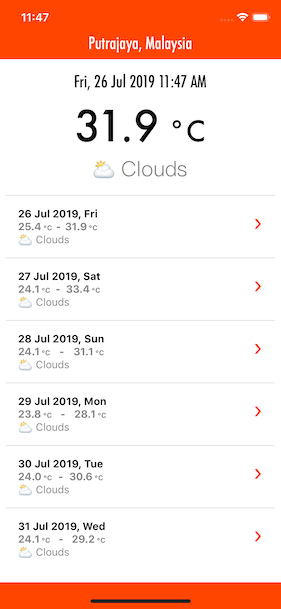 11:47
Putrajaya, Malaysia
Fri, 26 Jul 2019 11:47 AM
31.9 °C
Clouds
26 Jul 2019, Fri
25.4 °C - 31.9 °C
Clouds
27 Jul 2019, Sat
24.1 °C - 33.4 °C
Clouds
28 Jul 2019, Sun
24.1 °C - 31.1 °C
Clouds
29 Jul 2019, Mon
23.8 °C - 28.1 °C
Clouds
30 Jul 2019, Tue
24.0 °C - 30.6 °C
Clouds
31 Jul 2019, Wed
24.1 °C - 29.2 °C
Clouds